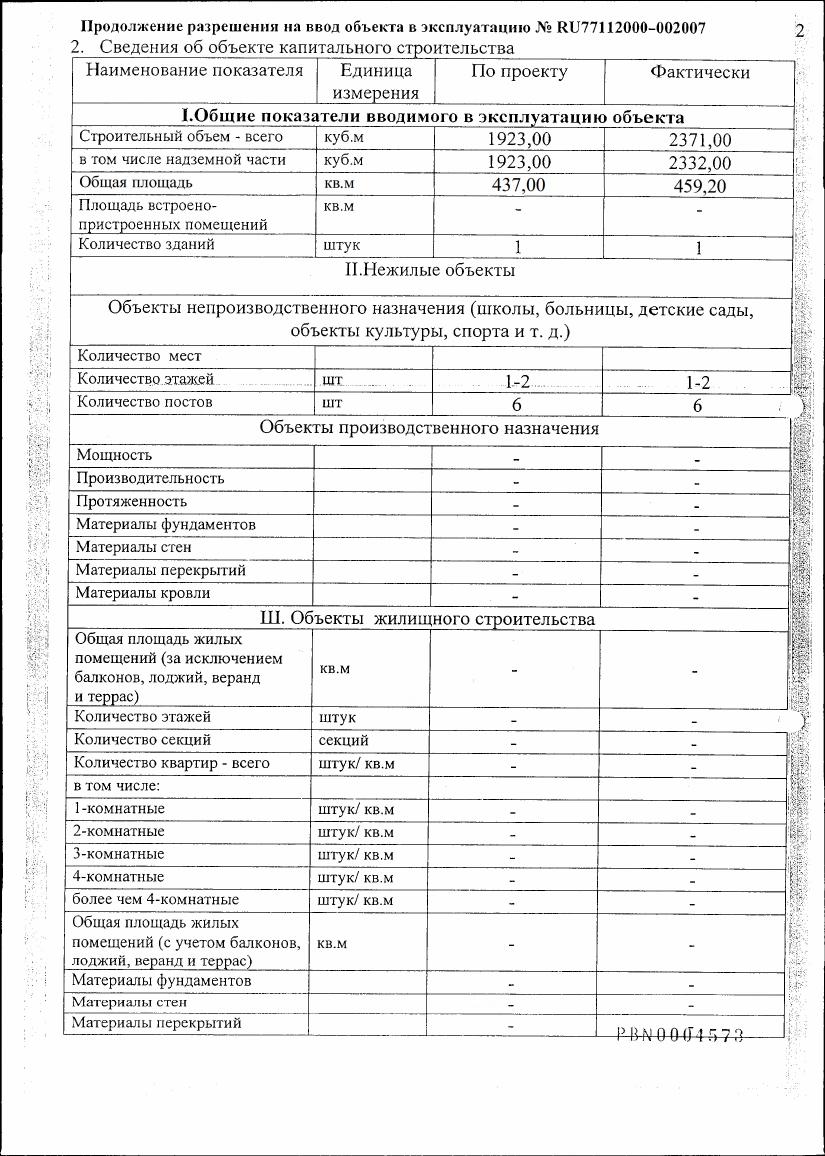 Продолжение разрешения на ввод объекта в эксплуатацию № RU77112000-002007
2
2. Сведения об объекте капитального строительства
Наименование показателя Единица измерения По проекту Фактически
I.Общие показатели вводимого в эксплуатацию объекта
Строительный объем - всего куб.м 1923,00 2371,00
в том числе надземной части куб.м 1923,00 2332,00
Общая площадь кв.м 437,00 459,20
Площадь встроено- кв.м - -
пристроенных помещений
Количество зданий штук 1 1
II.Нежилые объекты
Объекты непроизводственного назначения (школы, больницы, детские сады,
объекты культуры, спорта и т. д.)
Количество мест
Количество этажей шт 1-2 1-2
Количество постов шт 6 6
Объекты производственного назначения
Мощность - -
Производительность - -
Протяженность - -
Материалы фундаментов - -
Материалы стен - -
Материалы перекрытий - -
Материалы кровли - -
III. Объекты жилищного строительства
Общая площадь жилых
помещений (за исключением
балконов, лоджий, веранд кв.м - -
и террас)
Количество этажей штук - -
Количество секций секций - -
Количество квартир - всего штук/ кв.м - -
в том числе:
1-комнатные штук/ кв.м - -
2-комнатные штук/ кв.м - -
3-комнатные штук/ кв.м - -
4-комнатные штук/ кв.м - -
более чем 4-комнатные штук/ кв.м - -
Общая площадь жилых
помещений (с учетом балконов, кв.м - -
лоджий, веранд и террас)
Материалы фундаментов - -
Материалы стен - -
Материалы перекрытий -